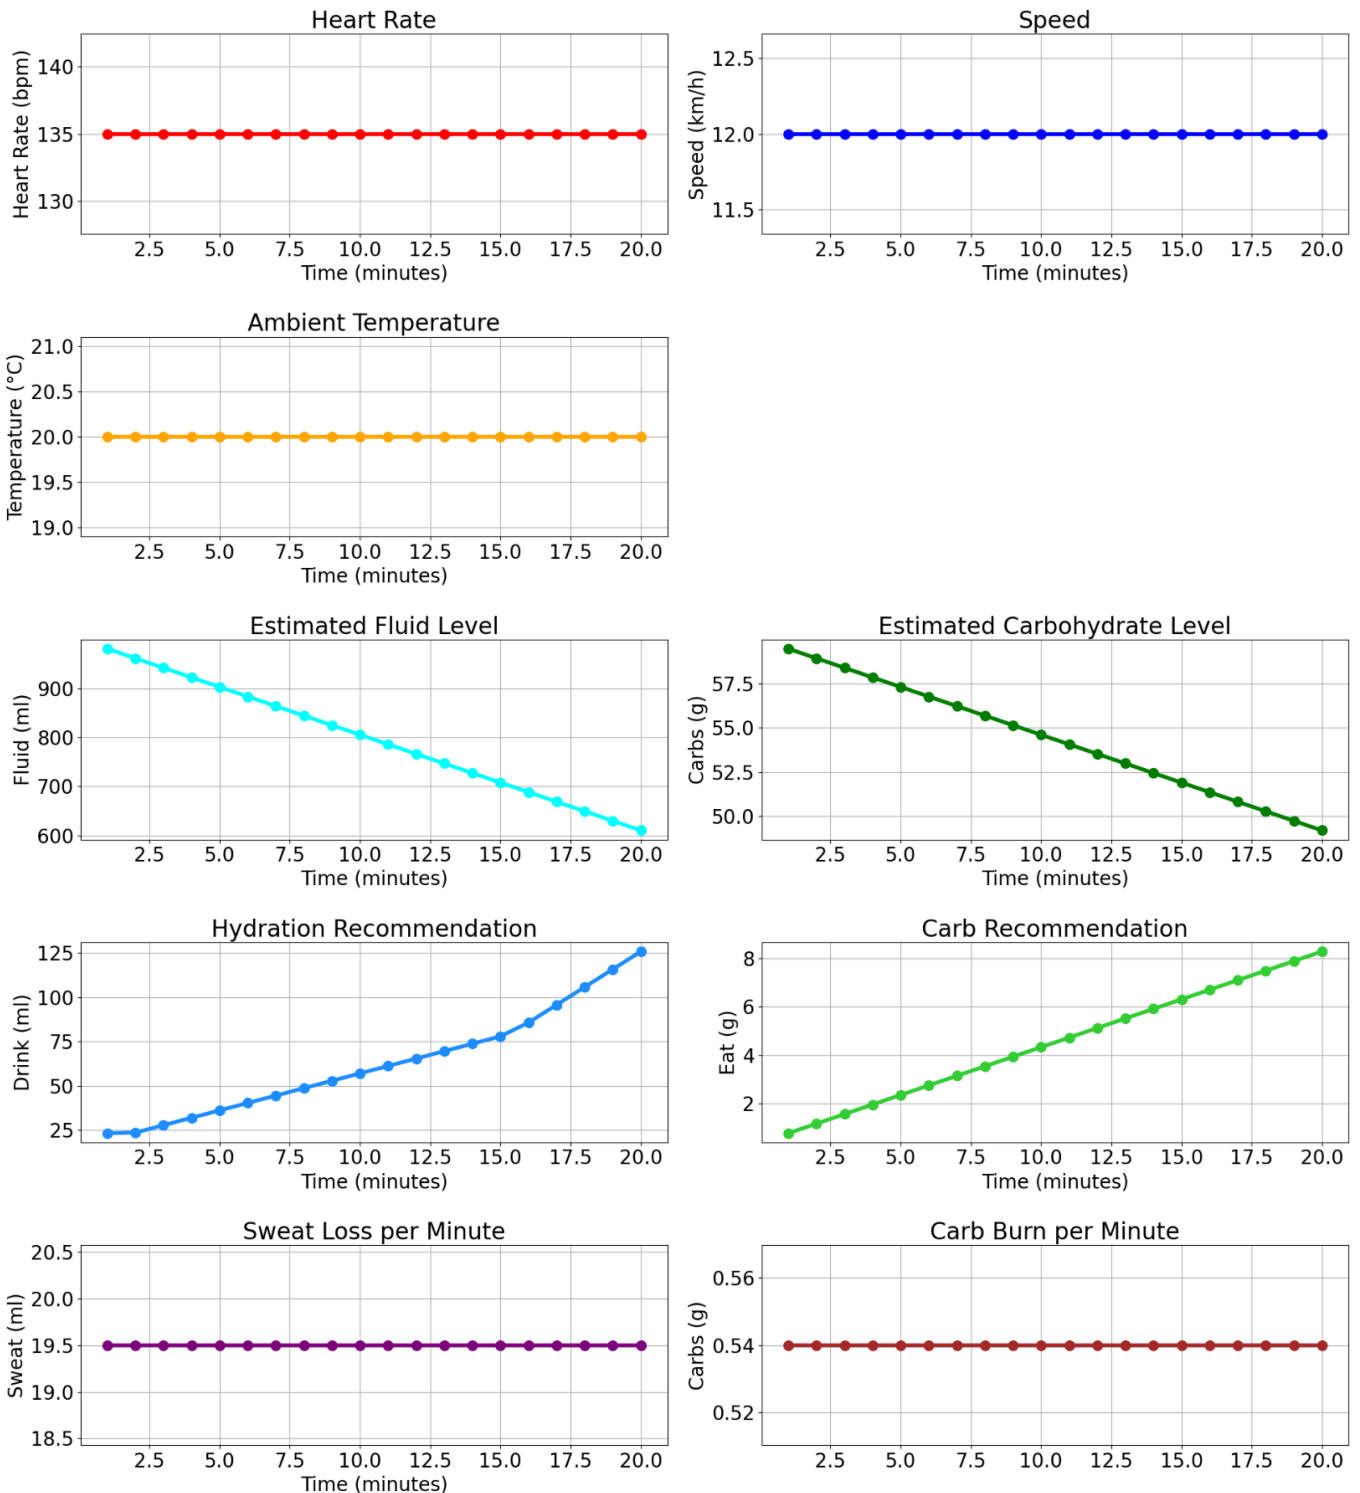 Heart Rate
Heart Rate (bpm)
140
135
130
2.5 5.0 7.5 10.0 12.5 15.0 17.5 20.0
Time (minutes)
Speed
Speed (km/h)
12.5
12.0
11.5
2.5 5.0 7.5 10.0 12.5 15.0 17.5 20.0
Time (minutes)
Ambient Temperature
Temperature (°C)
21.0
20.5
20.0
19.5
19.0
2.5 5.0 7.5 10.0 12.5 15.0 17.5 20.0
Time (minutes)
Estimated Fluid Level
Fluid (ml)
900
800
700
600
2.5 5.0 7.5 10.0 12.5 15.0 17.5 20.0
Time (minutes)
Estimated Carbohydrate Level
Carbs (g)
57.5
55.0
52.5
50.0
2.5 5.0 7.5 10.0 12.5 15.0 17.5 20.0
Time (minutes)
Hydration Recommendation
Drink (ml)
125
100
75
50
25
2.5 5.0 7.5 10.0 12.5 15.0 17.5 20.0
Time (minutes)
Carb Recommendation
Eat (g)
8
6
4
2
2.5 5.0 7.5 10.0 12.5 15.0 17.5 20.0
Time (minutes)
Sweat Loss per Minute
Sweat (ml)
20.5
20.0
19.5
19.0
18.5
2.5 5.0 7.5 10.0 12.5 15.0 17.5 20.0
Time (minutes)
Carb Burn per Minute
Carbs (g)
0.56
0.54
0.52
2.5 5.0 7.5 10.0 12.5 15.0 17.5 20.0